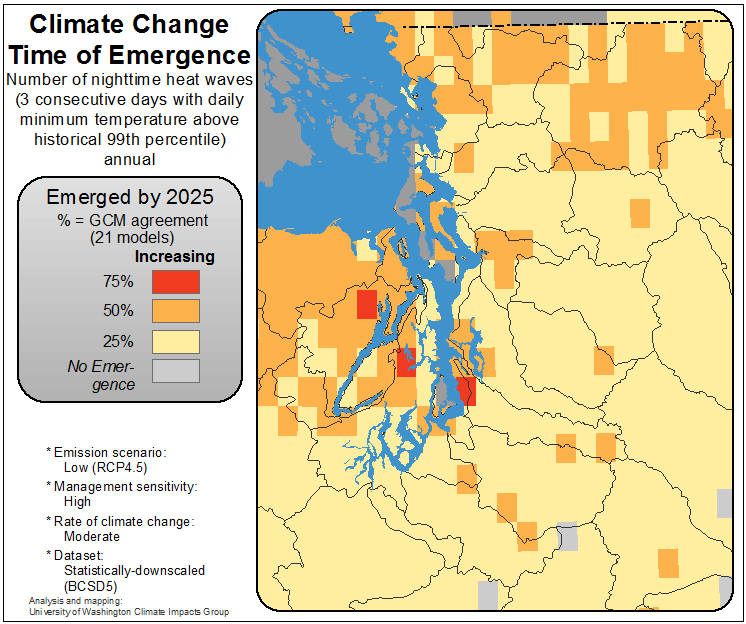 Climate Change
Time of Emergence
Number of nighttime heat waves
(3 consecutive days with daily
minimum temperature above
historical 99th percentile)
annual
Emerged by 2025
% = GCM agreement
(21 models)
Increasing
75%
50%
25%
No Emer-
gence
* Emission scenario:
Low (RCP4.5)
* Management sensitivity:
High
* Rate of climate change:
Moderate
* Dataset:
Statistically-downscaled
(BCSD5)
Analysis and mapping:
University of Washington Climate Impacts Group